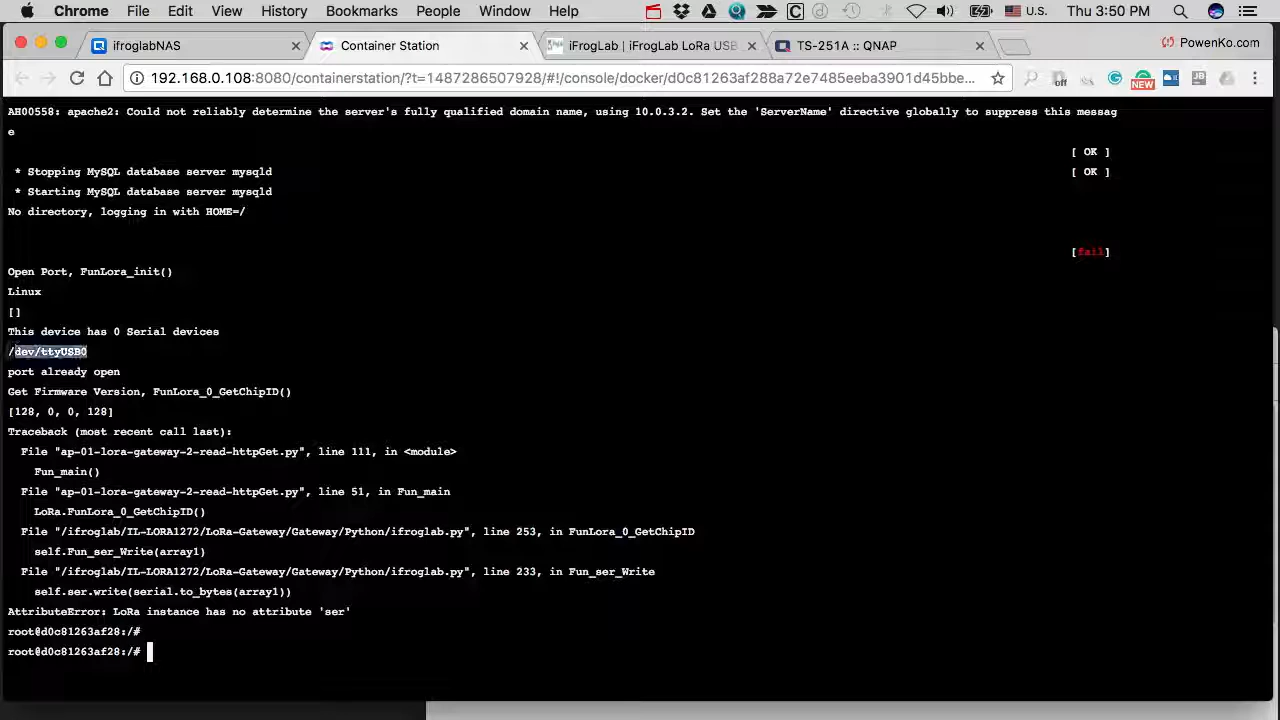 Chrome File Edit View History Bookmarks People Window Help U.S. Thu 3:50 PM
ifroglabNAS Container Station iFrogLab | iFrogLab LoRa USB TS-251A :: QNAP PowenKo.com
192.168.0.108:8080/containerstation/?t=1487286507928/#!/console/docker/d0c81263af288a72e7485eeba3901d45bbe... off NEW
AH00558: apache2: Could not reliably determine the server's fully qualified domain name, using 10.0.3.2. Set the 'ServerName' directive globally to suppress this messag
e
[ OK ]
* Stopping MySQL database server mysqld [ OK ]
* Starting MySQL database server mysqld
No directory, logging in with HOME=/
[fail]
Open Port, FunLora_init()
Linux
[]
This device has 0 Serial devices
/dev/ttyUSB0
port already open
Get Firmware Version, FunLora_0_GetChipID()
[128, 0, 0, 128]
Traceback (most recent call last):
File "ap-01-lora-gateway-2-read-httpGet.py", line 111, in <module>
Fun_main()
File "ap-01-lora-gateway-2-read-httpGet.py", line 51, in Fun_main
LoRa.FunLora_0_GetChipID()
File "/ifroglab/IL-LORA1272/LoRa-Gateway/Gateway/Python/ifroglab.py", line 253, in FunLora_0_GetChipID
self.Fun_ser_Write(array1)
File "/ifroglab/IL-LORA1272/LoRa-Gateway/Gateway/Python/ifroglab.py", line 233, in Fun_ser_Write
self.ser.write(serial.to_bytes(array1))
AttributeError: LoRa instance has no attribute 'ser'
root@d0c81263af28:/#
root@d0c81263af28:/#